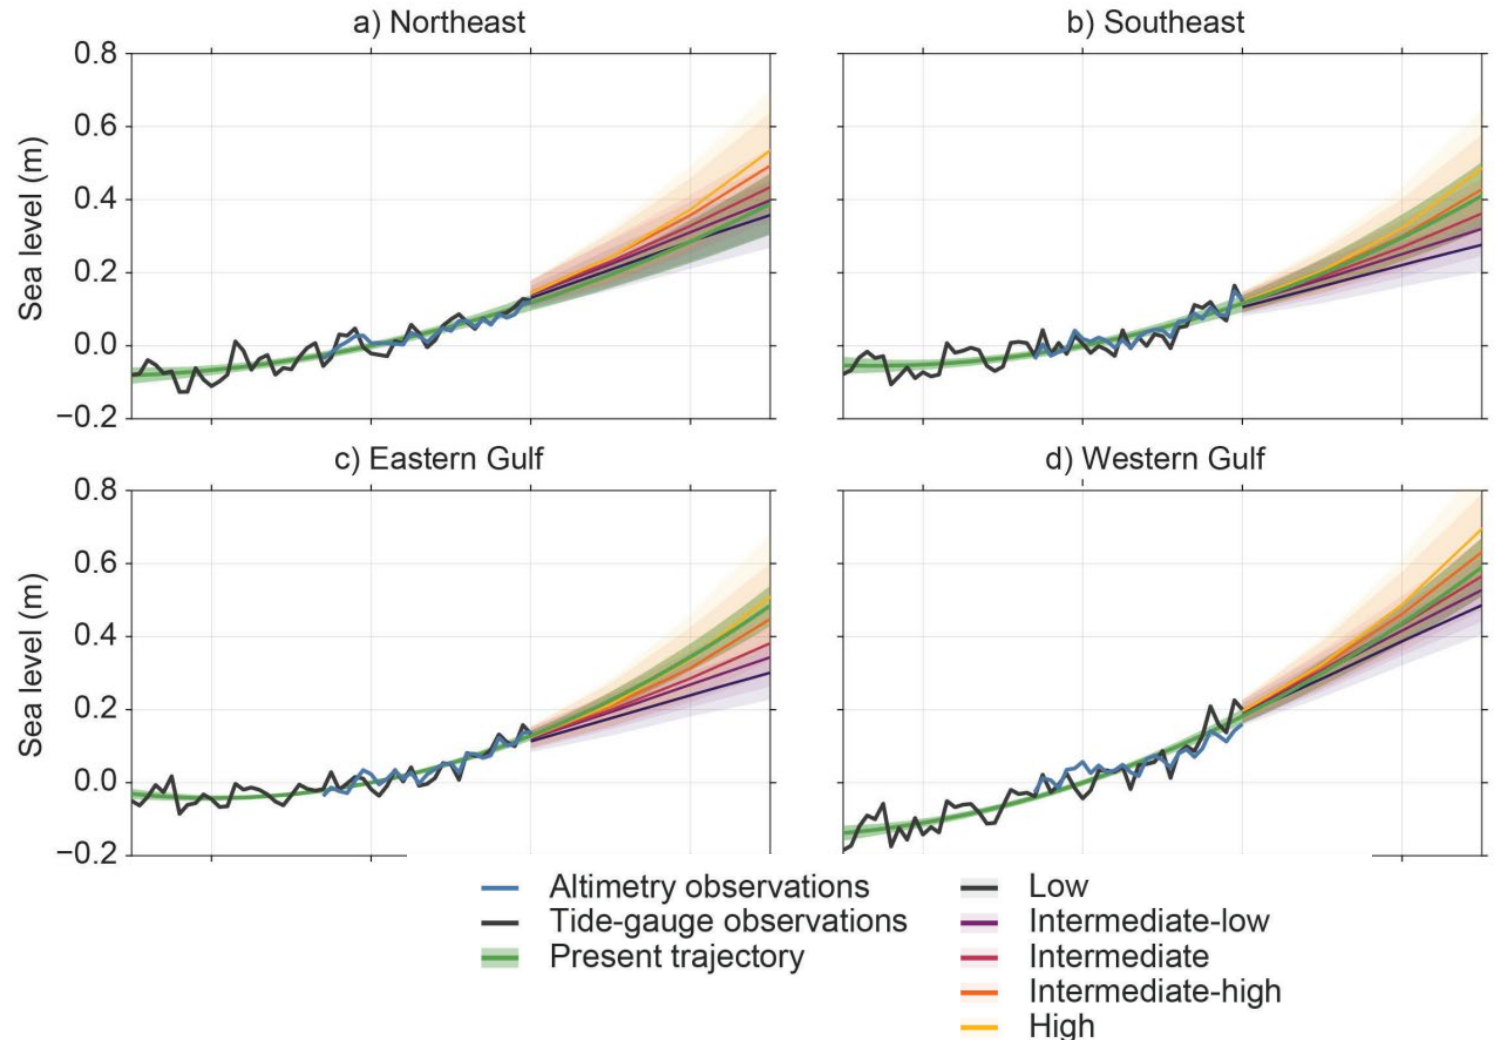 a) Northeast
b) Southeast
Sea level (m)
0.8
0.6
0.4
0.2
0.0
−0.2
c) Eastern Gulf
d) Western Gulf
Sea level (m)
0.8
0.6
0.4
0.2
0.0
−0.2
Altimetry observations
Tide-gauge observations
Present trajectory
Low
Intermediate-low
Intermediate
Intermediate-high
High